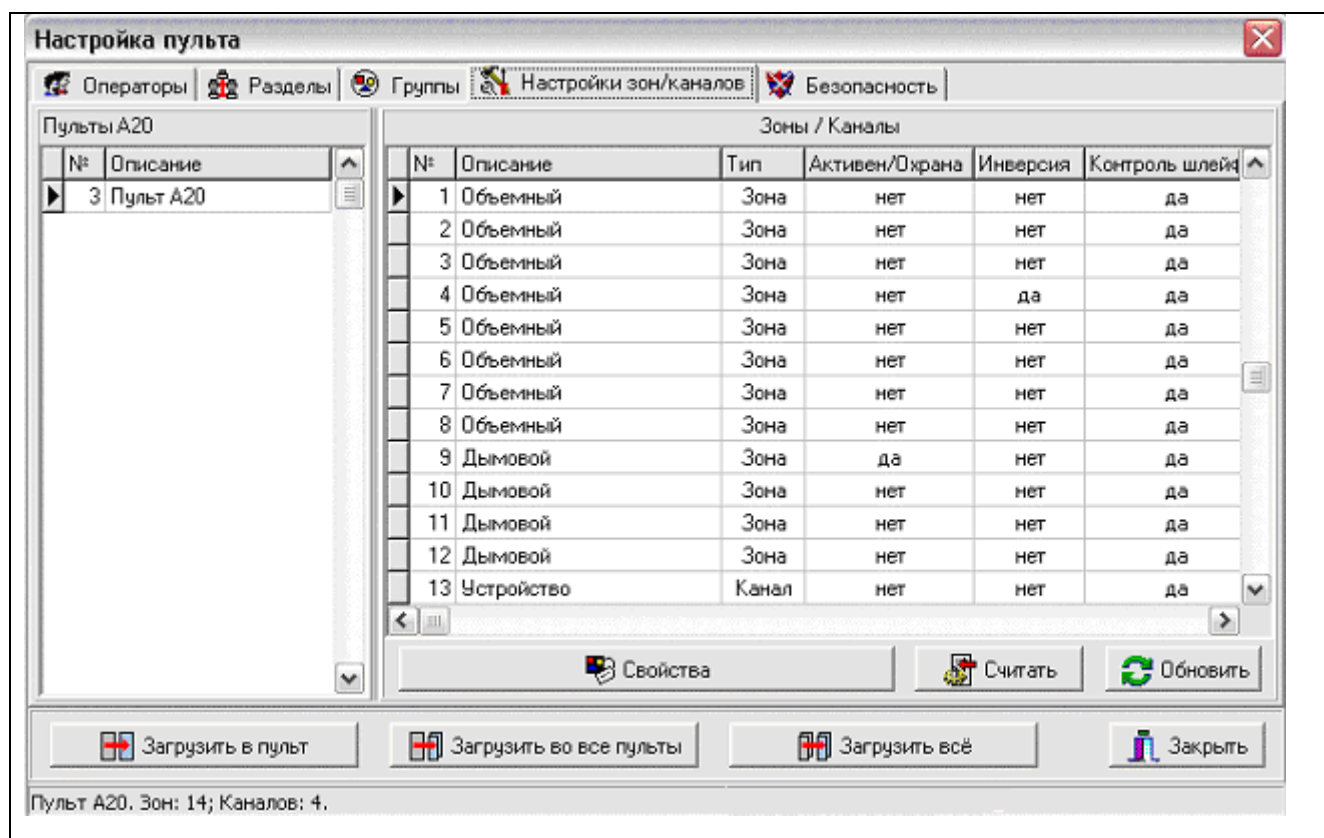 Настройка пульта
Операторы Разделы Группы Настройки зон/каналов Безопасность
Пульты А20 Зоны / Каналы
№ Описание № Описание Тип Активен/Охрана Инверсия Контроль шлейф
3 Пульт А20 1 Объемный Зона нет нет да
2 Объемный Зона нет нет да
3 Объемный Зона нет нет да
4 Объемный Зона нет да да
5 Объемный Зона нет нет да
6 Объемный Зона нет нет да
7 Объемный Зона нет нет да
8 Объемный Зона нет нет да
9 Дымовой Зона да нет да
10 Дымовой Зона нет нет да
11 Дымовой Зона нет нет да
12 Дымовой Зона нет нет да
13 Устройство Канал нет нет да
Свойства Считать Обновить
Загрузить в пульт Загрузить во все пульты Загрузить всё Закрыть
Пульт А20. Зон: 14; Каналов: 4.